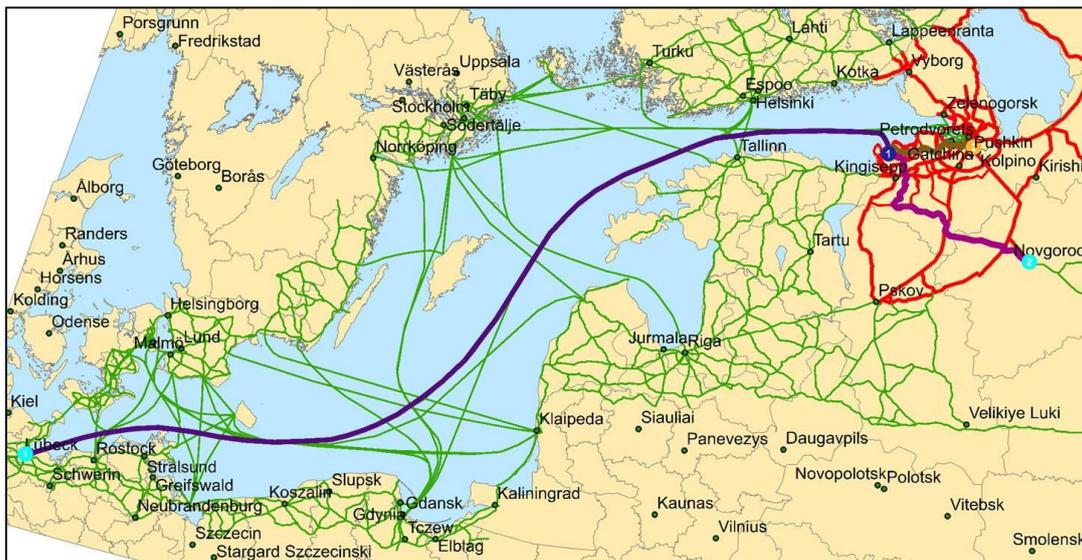 Porsgrunn
Fredrikstad
Lahti
Lappeenranta
Turku
Uppsala
Västerås
Vyborg
Kotka
Espoo
Helsinki
Täby
Stockholm
Södertälje
Zelenogorsk
Petrodvorets
Pushkin
Norrköping
Tallinn
1
Gatchina
Kolpino
Kingisepp
Kirishi
Göteborg
Borås
Ålborg
Randers
Århus
Horsens
Tartu
Novgorod
2
Kolding
Pskov
Helsingborg
Odense
Malmö
Lund
Jurmala
Riga
Kiel
Klaipeda
Siauliai
Velikiye Luki
Panevezys
Daugavpils
Lübeck
1
Rostock
Stralsund
Schwerin
Greifswald
Slupsk
Koszalin
Kaliningrad
Novopolotsk
Polotsk
Neubrandenburg
Gdansk
Gdynia
Kaunas
Vitebsk
Tczew
Vilnius
Szczecin
Elblag
Smolensk
Stargard Szczecinski